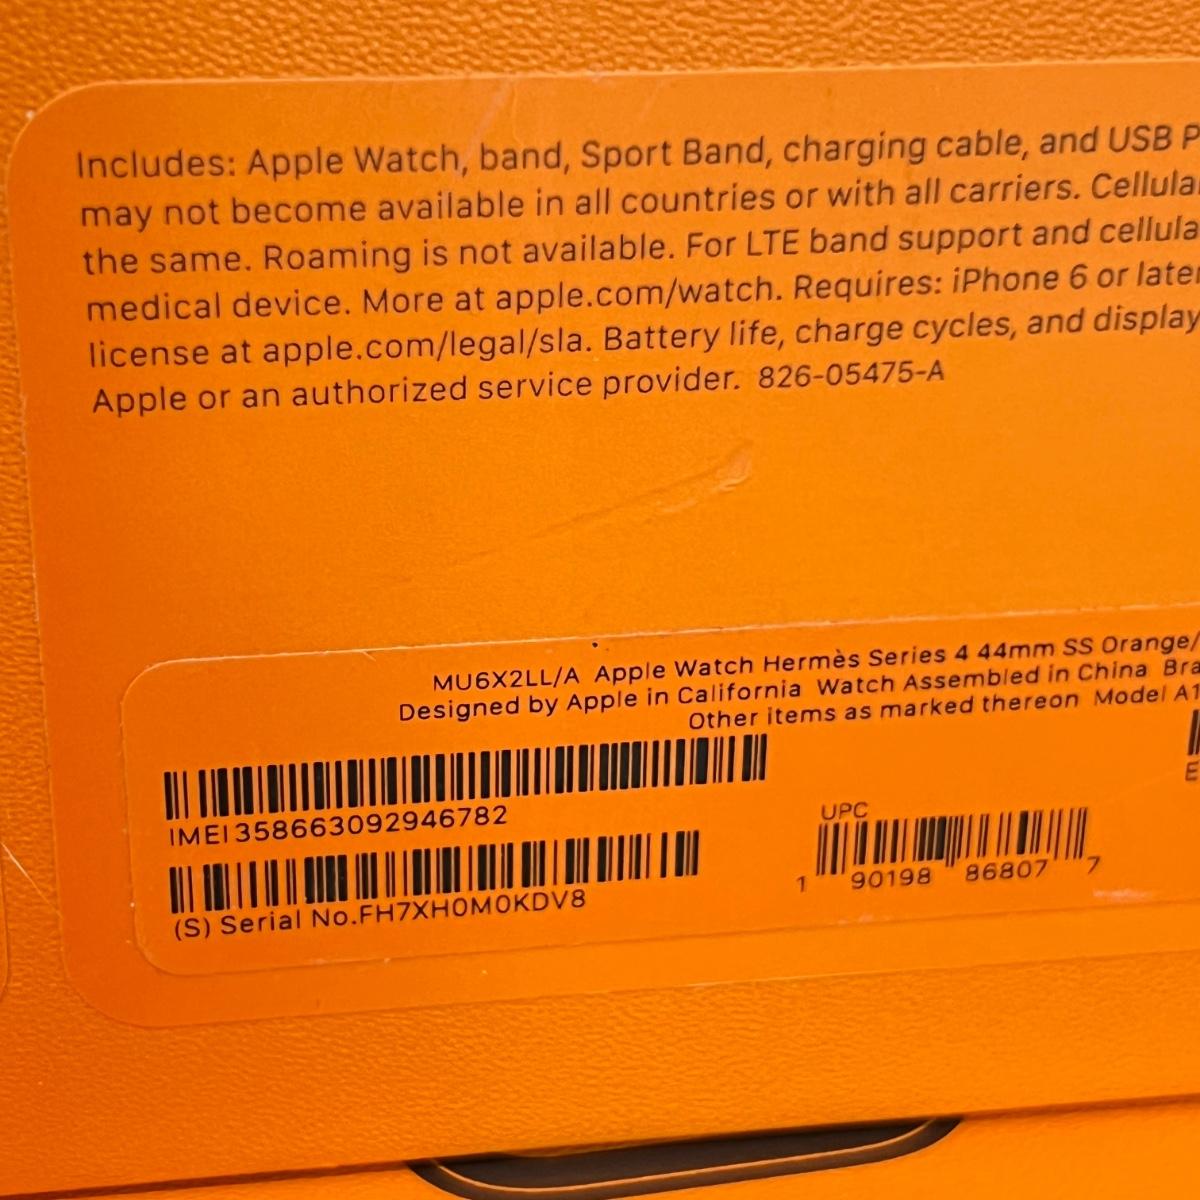 Includes: Apple Watch, band, Sport Band, charging cable, and USB P
may not become available in all countries or with all carriers. Cellula
the same. Roaming is not available. For LTE band support and cellula
medical device. More at apple.com/watch. Requires: iPhone 6 or later
license at apple.com/legal/sla. Battery life, charge cycles, and display
Apple or an authorized service provider. 826-05475-A
MU6X2LL/A Apple Watch Hermès Series 4 44mm SS Orange/
Designed by Apple in California Watch Assembled in China Bra
Other items as marked thereon Model A1
IMEI 358663092946782
E
UPC
1 90198 86807 7
(S) Serial No.FH7XH0M0KDV8